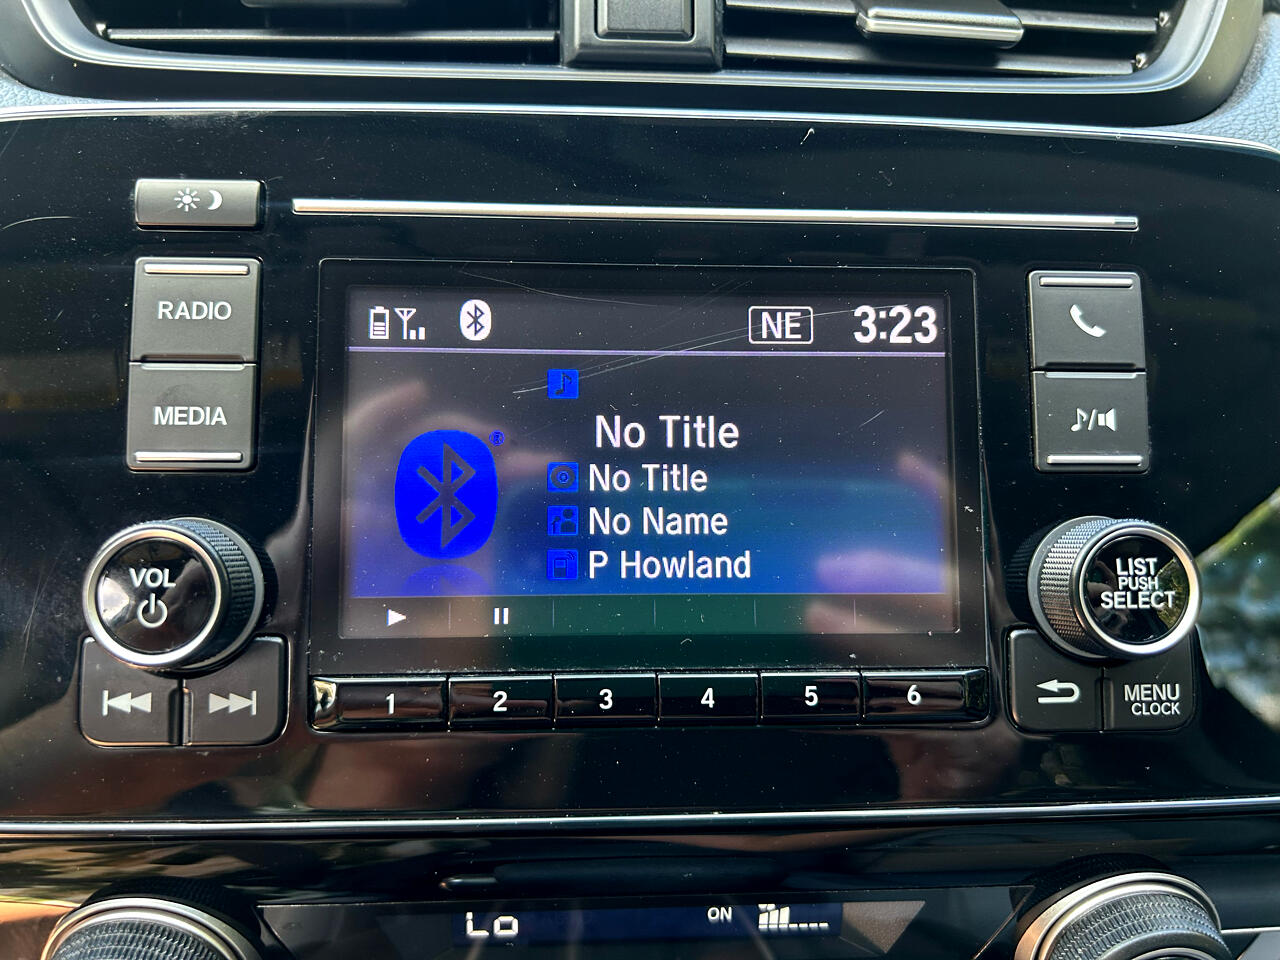 RADIO
MEDIA
NE 3:23
No Title
No Title
No Name
P Howland
VOL
LIST
PUSH
SELECT
1 2 3 4 5 6
MENU
CLOCK
Lo ON